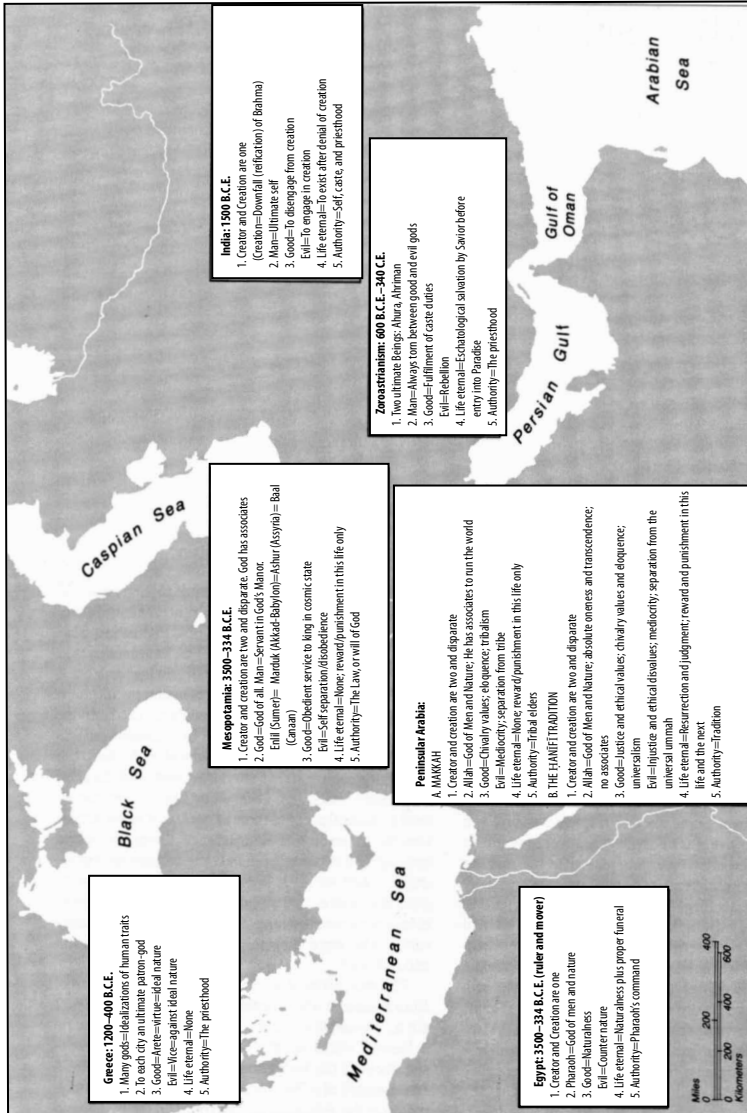 Greece: 1200–400 B.C.E.
1. Many gods=Idealizations of human traits
2. To each city an ultimate patron-god
3. Good=Arete=virtue=ideal nature
Evil=Vice=against ideal nature
4. Life eternal=None
5. Authority=The priesthood
Black Sea
Caspian Sea
Mesopotamia: 3500–334 B.C.E.
1. Creator and creation are two and disparate. God has associates
2. God=God of all. Man=Servant in God's Manor.
Enlil (Sumer)= Marduk (Akkad-Babylon)=Ashur (Assyria)= Baal
(Canaan)
3. Good=Obedient service to king in cosmic state
Evil=Self separation/disobedience
4. Life eternal=None; reward/punishment in this life only
5. Authority=The Law, or will of God
India: 1500 B.C.E.
1. Creator and Creation are one
(Creation=Downfall (reification) of Brahma)
2. Man=Ultimate self
3. Good=To disengage from creation
Evil=To engage in creation
4. Life eternal=To exist after denial of creation
5. Authority=Self, caste, and priesthood
Mediterranean Sea
Egypt: 3500–334 B.C.E. (ruler and mover)
1. Creator and Creation are one
2. Pharaoh=God of men and nature
3. Good=Naturalness
Evil=Counter nature
4. Life eternal=Naturalness plus proper funeral
5. Authority=Pharaoh's command
Peninsular Arabia:
A. MAKKAH
1. Creator and creation are two and disparate
2. Allah=God of Men and Nature; He has associates to run the world
3. Good=Chivalry values; eloquence; tribalism
Evil=Mediocrity; separation from tribe
4. Life eternal=None; reward/punishment in this life only
5. Authority=Tribal elders
B. THE ḤANĪFĪ TRADITION
1. Creator and creation are two and disparate
2. Allah=God of Men and Nature; absolute oneness and transcendence;
no associates
3. Good=Justice and ethical values; chivalry values and eloquence;
universalism
Evil=Injustice and ethical disvalues; mediocrity; separation from the
universal ummah
4. Life eternal=Resurrection and judgment; reward and punishment in this
life and the next
5. Authority=Tradition
Zoroastrianism: 600 B.C.E.–340 C.E.
1. Two ultimate Beings: Ahura, Ahriman
2. Man=Always torn between good and evil gods
3. Good=Fulfilment of caste duties
Evil=Rebellion
4. Life eternal=Eschatological salvation by Savior before
entry into Paradise
5. Authority=The priesthood
Persian Gulf
Gulf of
Oman
Arabian
Sea
Miles
0 200 400
0 200 400 600
Kilometers